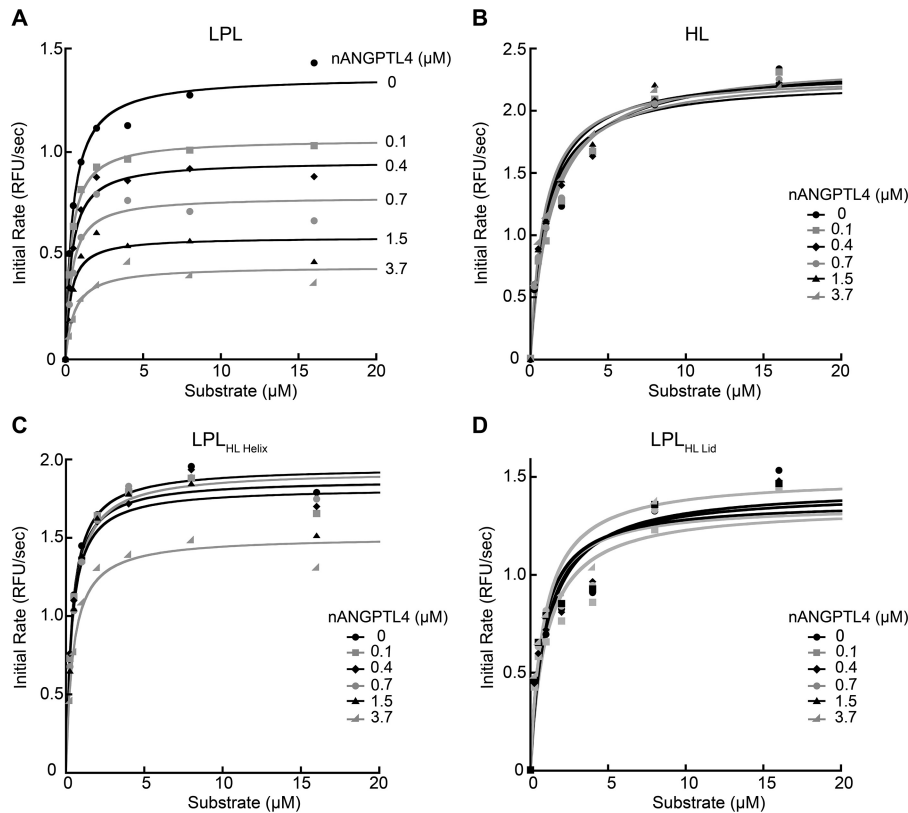 A
LPL
nANGPTL4 (µM)
0
0.1
0.4
0.7
1.5
3.7
1.5
1.0
0.5
0
Initial Rate (RFU/sec)
0 5 10 15 20
Substrate (µM)
B
HL
2.5
2.0
1.5
1.0
0.5
0
Initial Rate (RFU/sec)
nANGPTL4 (µM)
0
0.1
0.4
0.7
1.5
3.7
0 5 10 15 20
Substrate (µM)
C
LPL HL Helix
2.0
1.5
1.0
0.5
0
Initial Rate (RFU/sec)
nANGPTL4 (µM)
0
0.1
0.4
0.7
1.5
3.7
0 5 10 15 20
Substrate (µM)
D
LPL HL Lid
1.5
1.0
0.5
0
Initial Rate (RFU/sec)
nANGPTL4 (µM)
0
0.1
0.4
0.7
1.5
3.7
0 5 10 15 20
Substrate (µM)